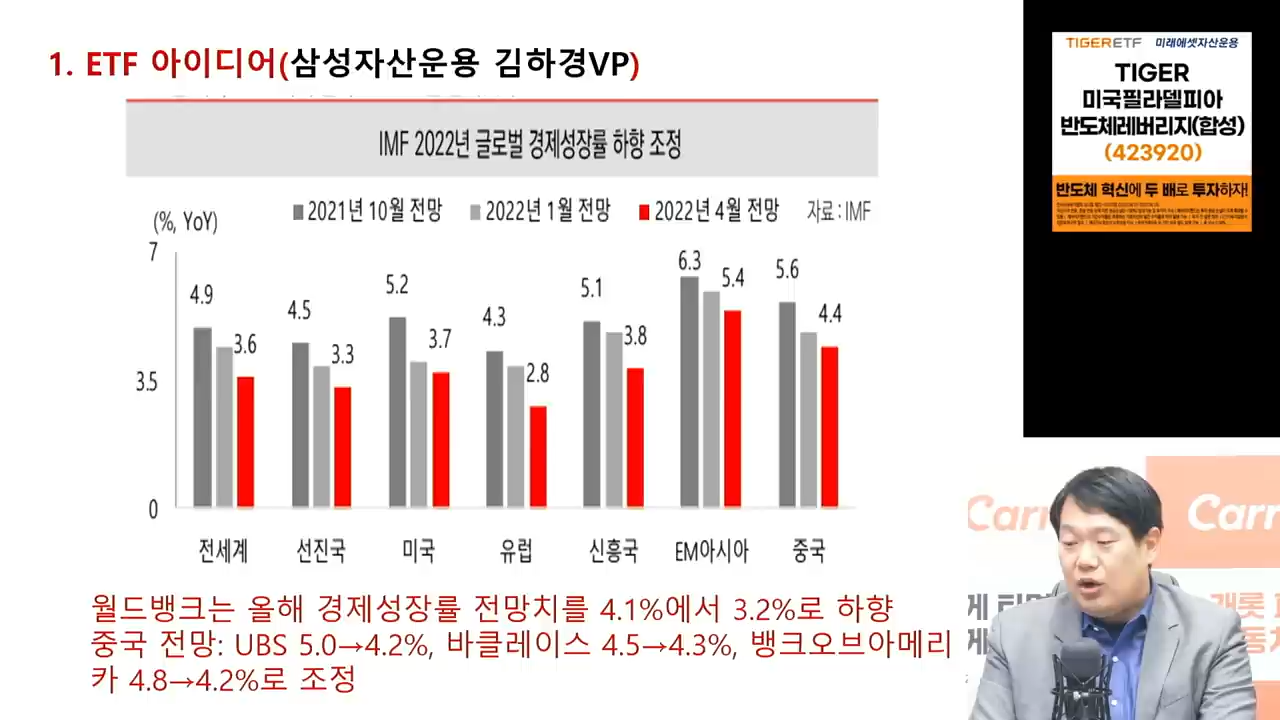 1. ETF 아이디어(삼성자산운용 김하경VP)
IMF 2022년 글로벌 경제성장률 하향 조정
2021년 10월 전망 2022년 1월 전망 2022년 4월 전망 자료 : IMF
(%, YoY)
7
3.5
0
4.9 3.6
4.5 3.3
5.2 3.7
4.3 2.8
5.1 3.8
6.3 5.4
5.6 4.4
전세계 선진국 미국 유럽 신흥국 EM아시아 중국
월드뱅크는 올해 경제성장률 전망치를 4.1%에서 3.2%로 하향
중국 전망: UBS 5.0→4.2%, 바클레이스 4.5→4.3%, 뱅크오브아메리
카 4.8→4.2%로 조정
TIGERETF 미래에셋자산운용
TIGER
미국필라델피아
반도체레버리지(합성)
(423920)
반도체 혁신에 두 배로 투자하자!
Carr
Carr